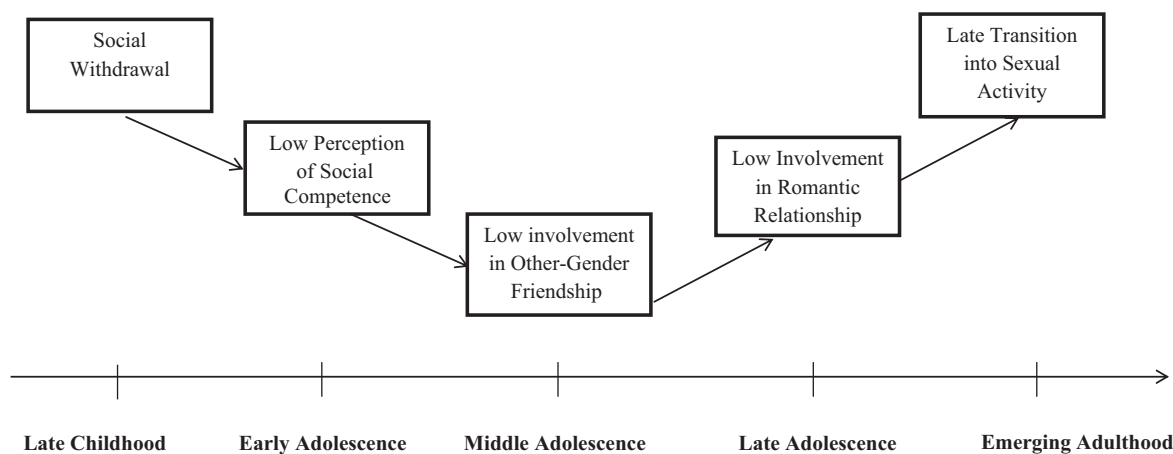 Social
Withdrawal
Low Perception
of Social
Competence
Low involvement
in Other-Gender
Friendship
Low Involvement
in Romantic
Relationship
Late Transition
into Sexual
Activity
Late Childhood
Early Adolescence
Middle Adolescence
Late Adolescence
Emerging Adulthood